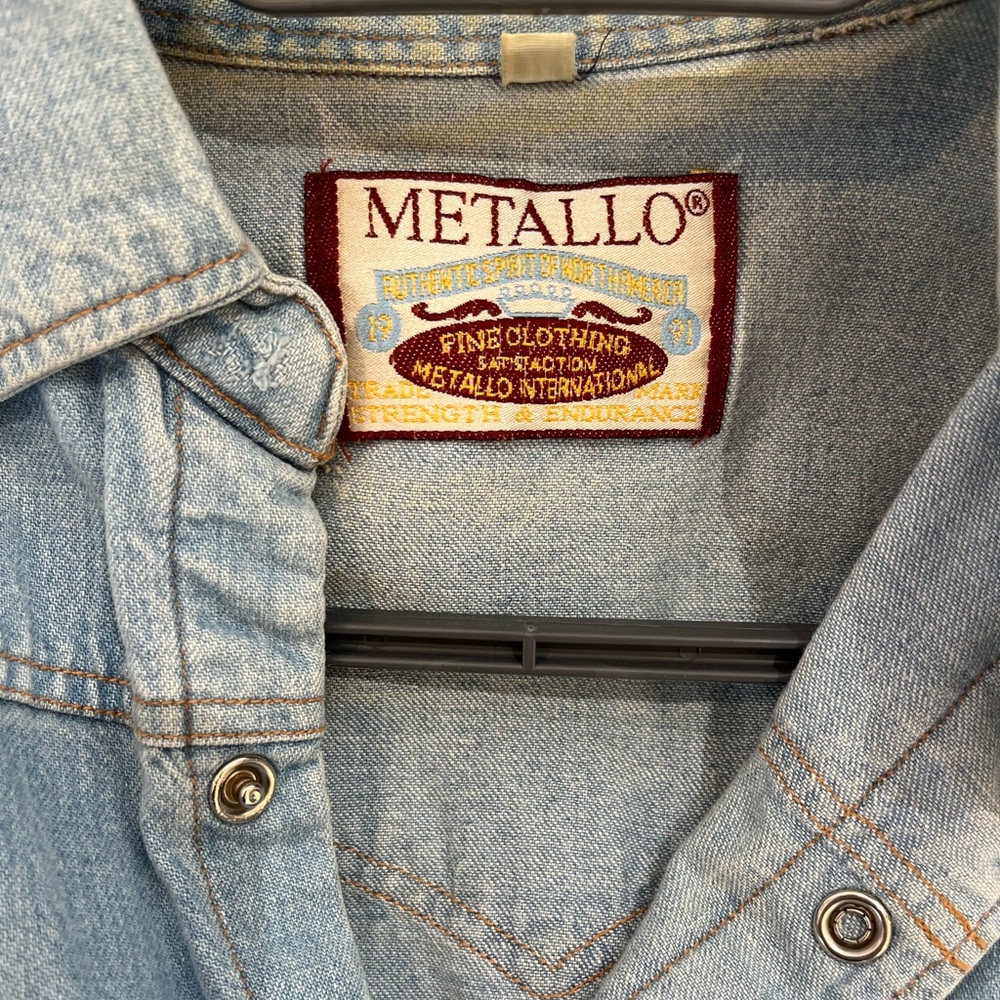 METALLO®
AUTHENTIC SPIRIT OF NORTH AMERICA
19 91
FINE CLOTHING
SATISFACTION
METALLO INTERNATIONAL
TRADE MARK
STRENGTH & ENDURANCE